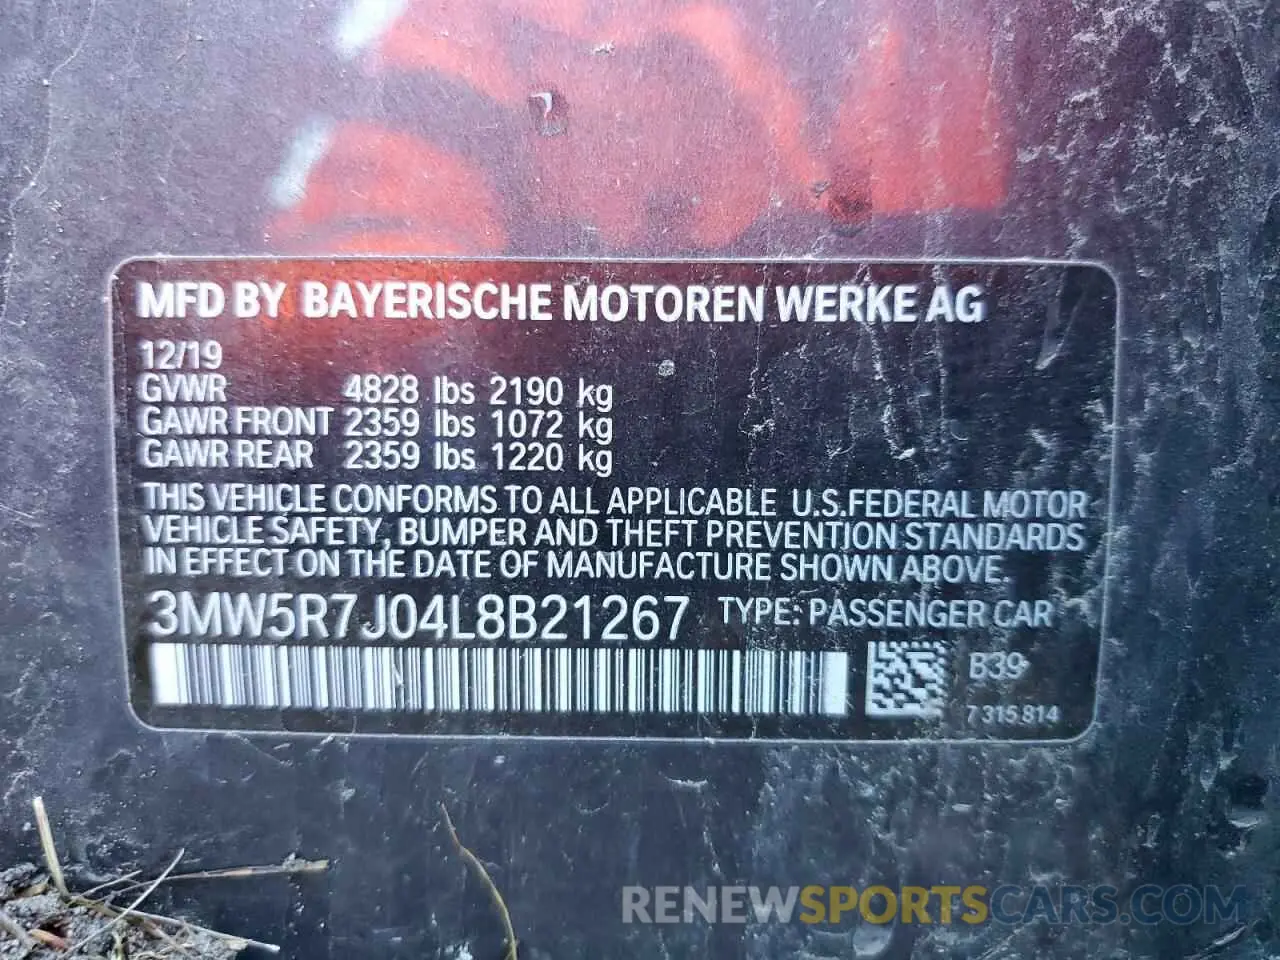 MFD BY BAYERISCHE MOTOREN WERKE AG
12/19
GVWR 4828 lbs 2190 kg
GAWR FRONT 2359 lbs 1072 kg
GAWR REAR 2359 lbs 1220 kg
THIS VEHICLE CONFORMS TO ALL APPLICABLE U.S.FEDERAL MOTOR
VEHICLE SAFETY, BUMPER AND THEFT PREVENTION STANDARDS
IN EFFECT ON THE DATE OF MANUFACTURE SHOWN ABOVE.
3MW5R7J04L8B21267 TYPE: PASSENGER CAR
B39
7 315 814
RENEWSPORTSCARS.COM